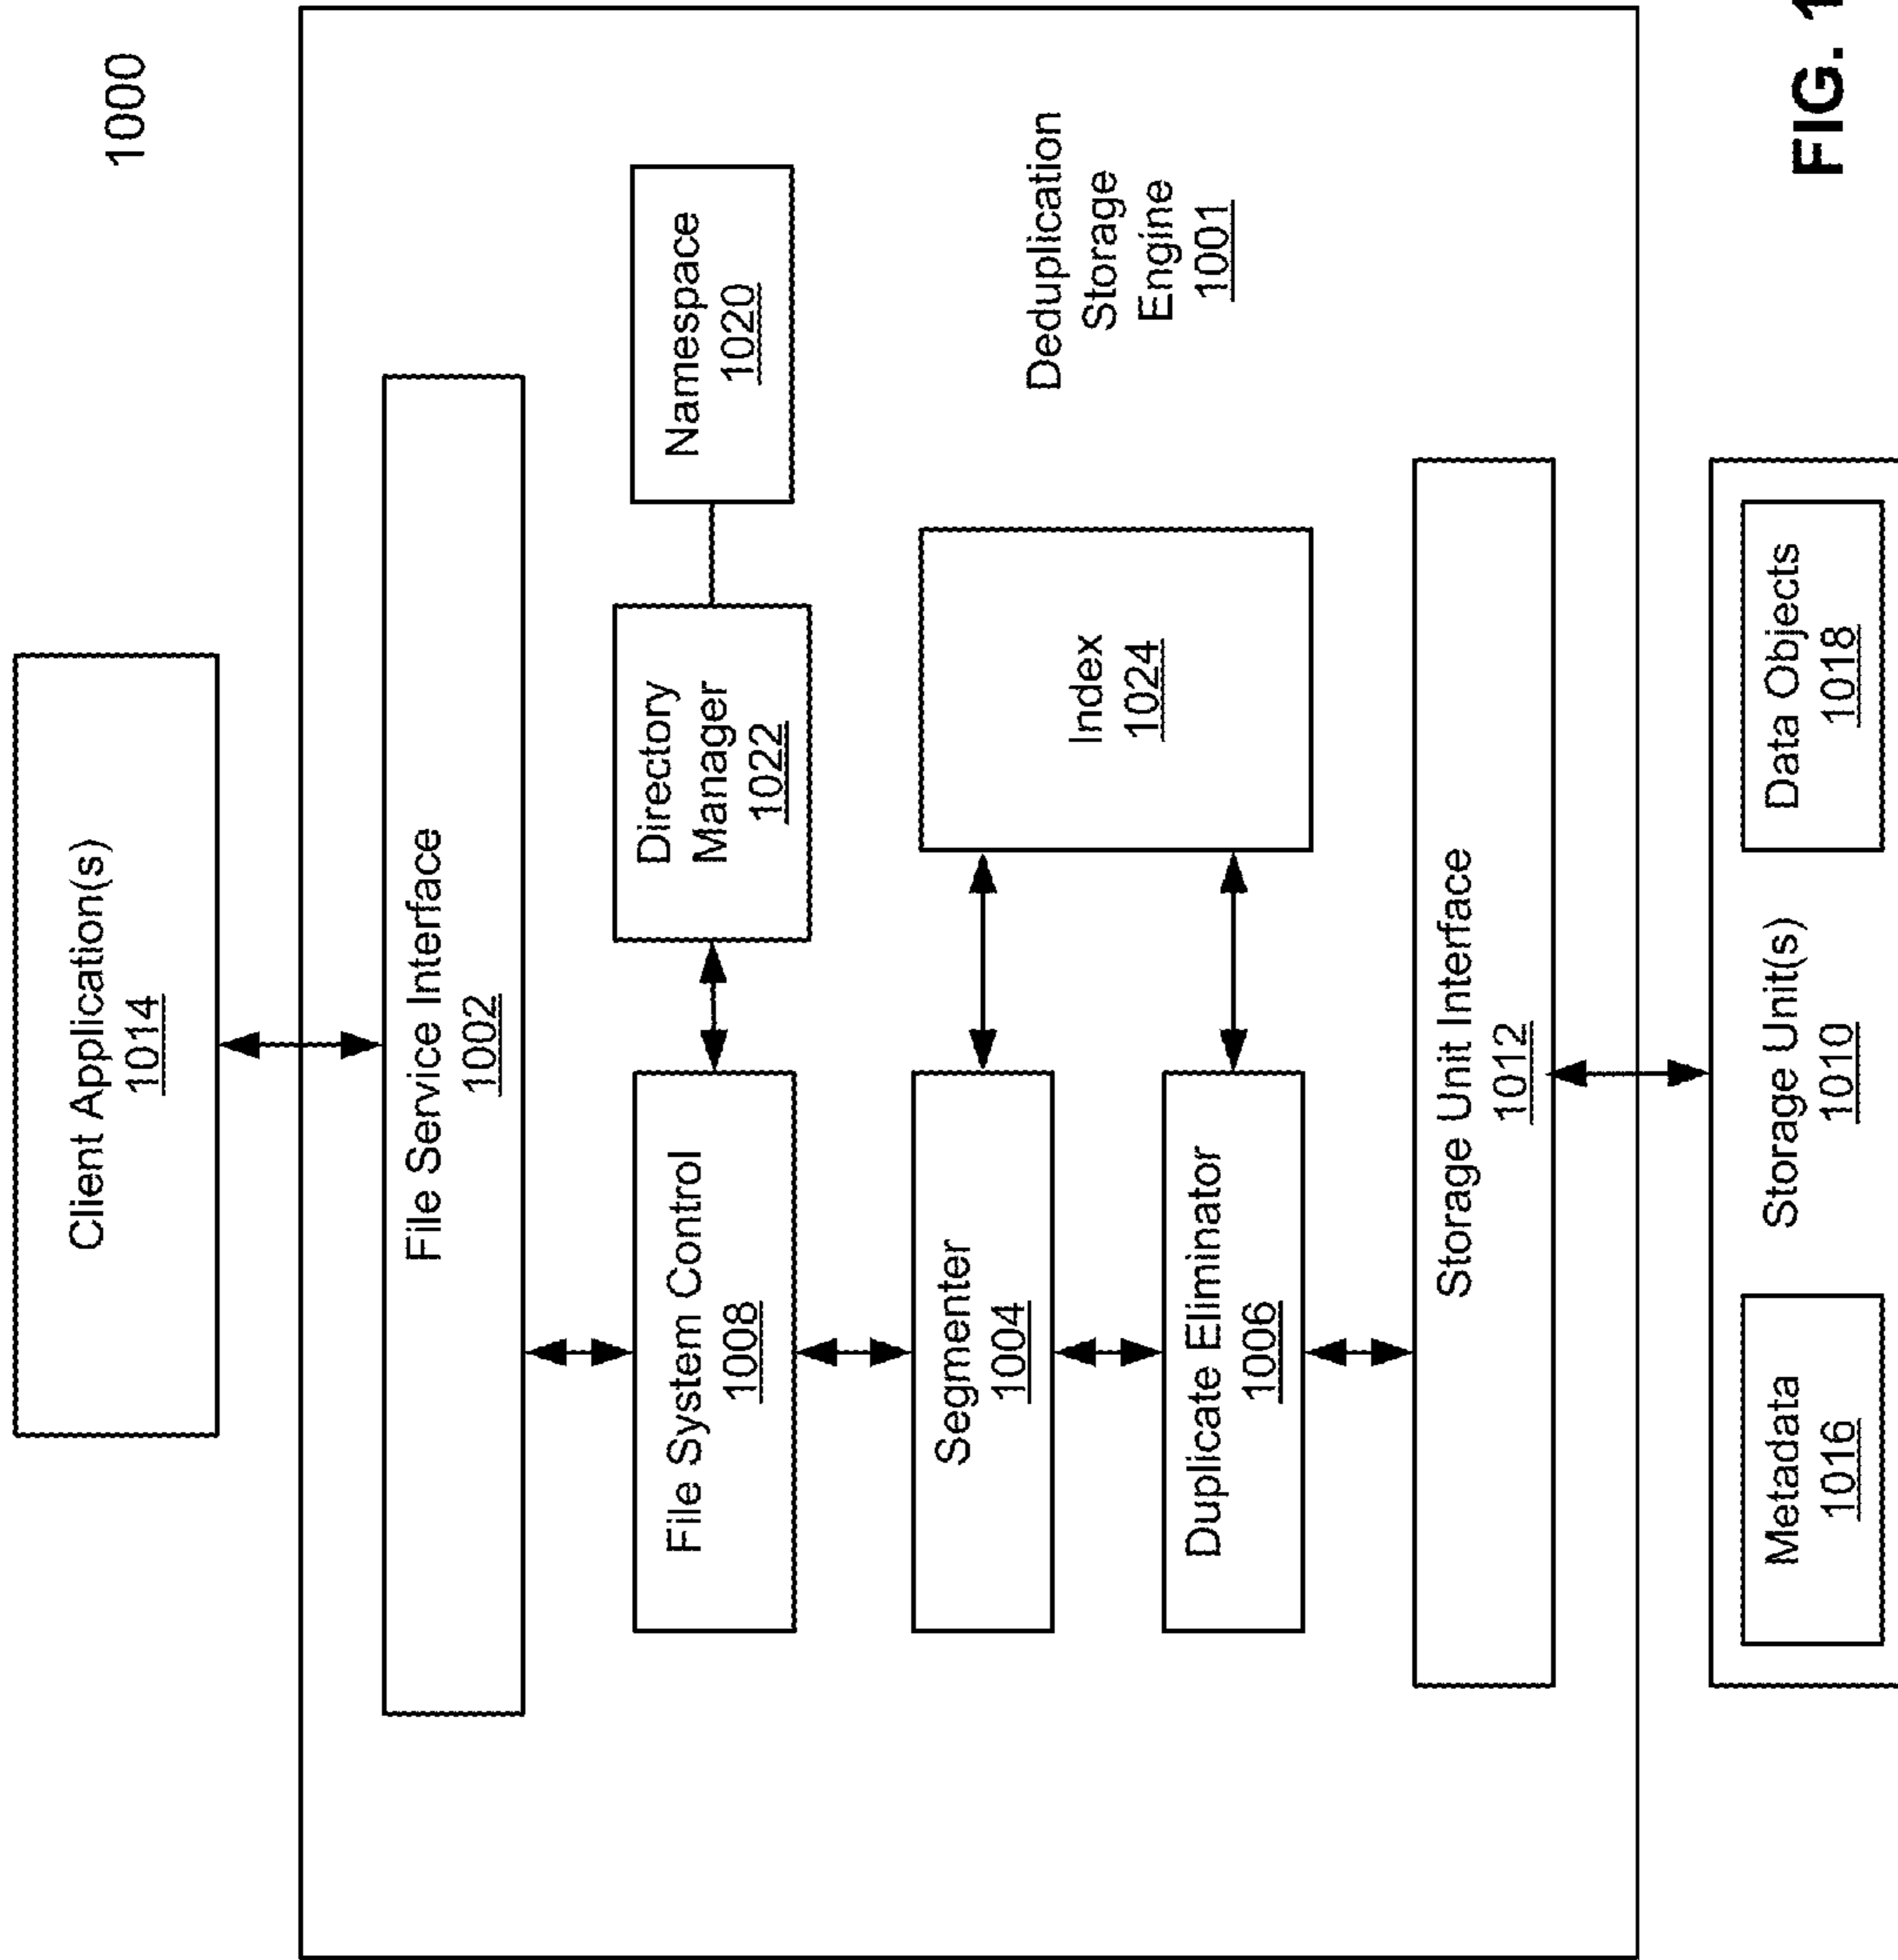 1000
Client Application(s)
1014
File Service Interface
1002
File System Control
1008
Directory
Manager
1022
Namespace
1020
Segmenter
1004
Index
1024
Duplicate Eliminator
1006
Deduplication
Storage
Engine
1001
Storage Unit Interface
1012
Metadata
1016
Storage Unit(s)
1010
Data Objects
1018
FIG. 1